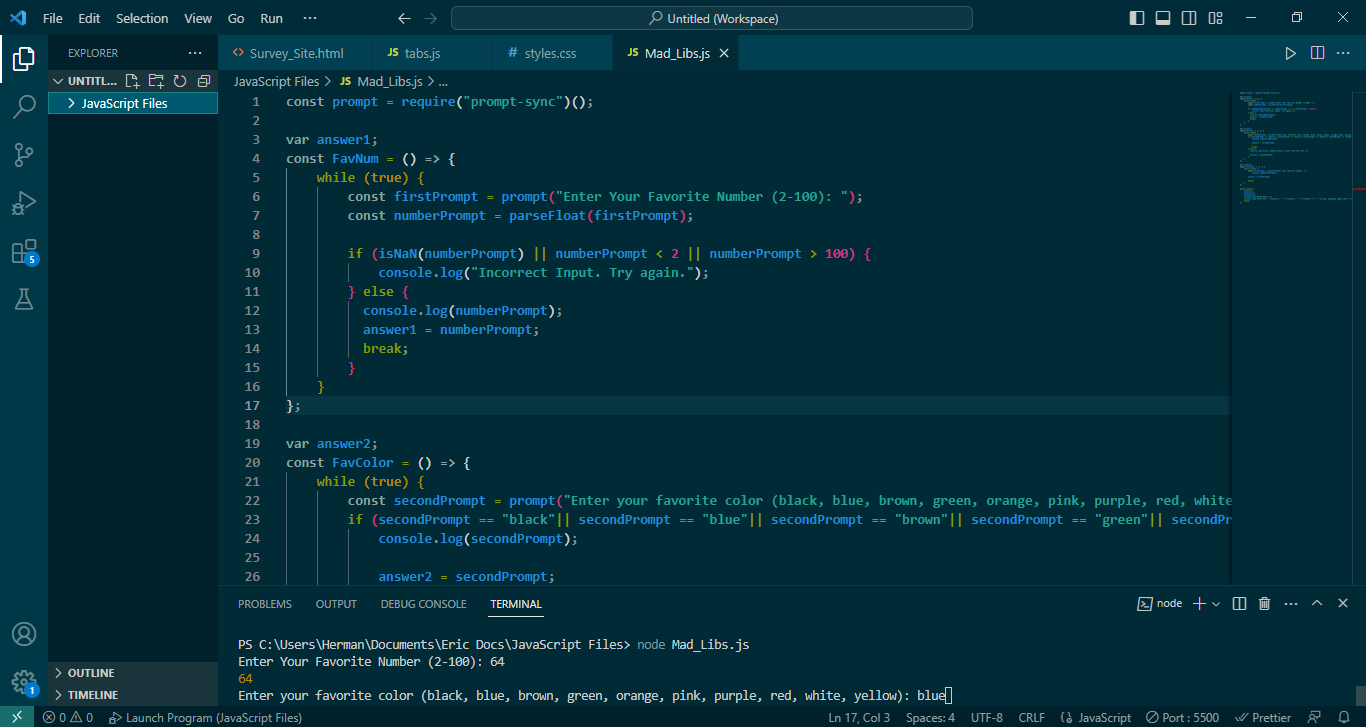 File Edit Selection View Go Run ··· Untitled (Workspace)
EXPLORER ···
UNTITL...
JavaScript Files
Survey_Site.html JS tabs.js # styles.css JS Mad_Libs.js
JavaScript Files > JS Mad_Libs.js > ...
1 const prompt = require("prompt-sync")();
2
3 var answer1;
4 const FavNum = () => {
5 while (true) {
6 const firstPrompt = prompt("Enter Your Favorite Number (2-100): ");
7 const numberPrompt = parseFloat(firstPrompt);
8
9 if (isNaN(numberPrompt) || numberPrompt < 2 || numberPrompt > 100) {
10 console.log("Incorrect Input. Try again.");
11 } else {
12 console.log(numberPrompt);
13 answer1 = numberPrompt;
14 break;
15 }
16 }
17 };
18
19 var answer2;
20 const FavColor = () => {
21 while (true) {
22 const secondPrompt = prompt("Enter your favorite color (black, blue, brown, green, orange, pink, purple, red, white
23 if (secondPrompt == "black"|| secondPrompt == "blue"|| secondPrompt == "brown"|| secondPrompt == "green"|| secondPr
24 console.log(secondPrompt);
25
26 answer2 = secondPrompt;
5
PROBLEMS OUTPUT DEBUG CONSOLE TERMINAL node
PS C:\Users\Herman\Documents\Eric Docs\JavaScript Files> node Mad_Libs.js
Enter Your Favorite Number (2-100): 64
64
Enter your favorite color (black, blue, brown, green, orange, pink, purple, red, white, yellow): blue
OUTLINE
TIMELINE
1
0 0 Launch Program (JavaScript Files) Ln 17, Col 3 Spaces: 4 UTF-8 CRLF {} JavaScript Port : 5500 Prettier